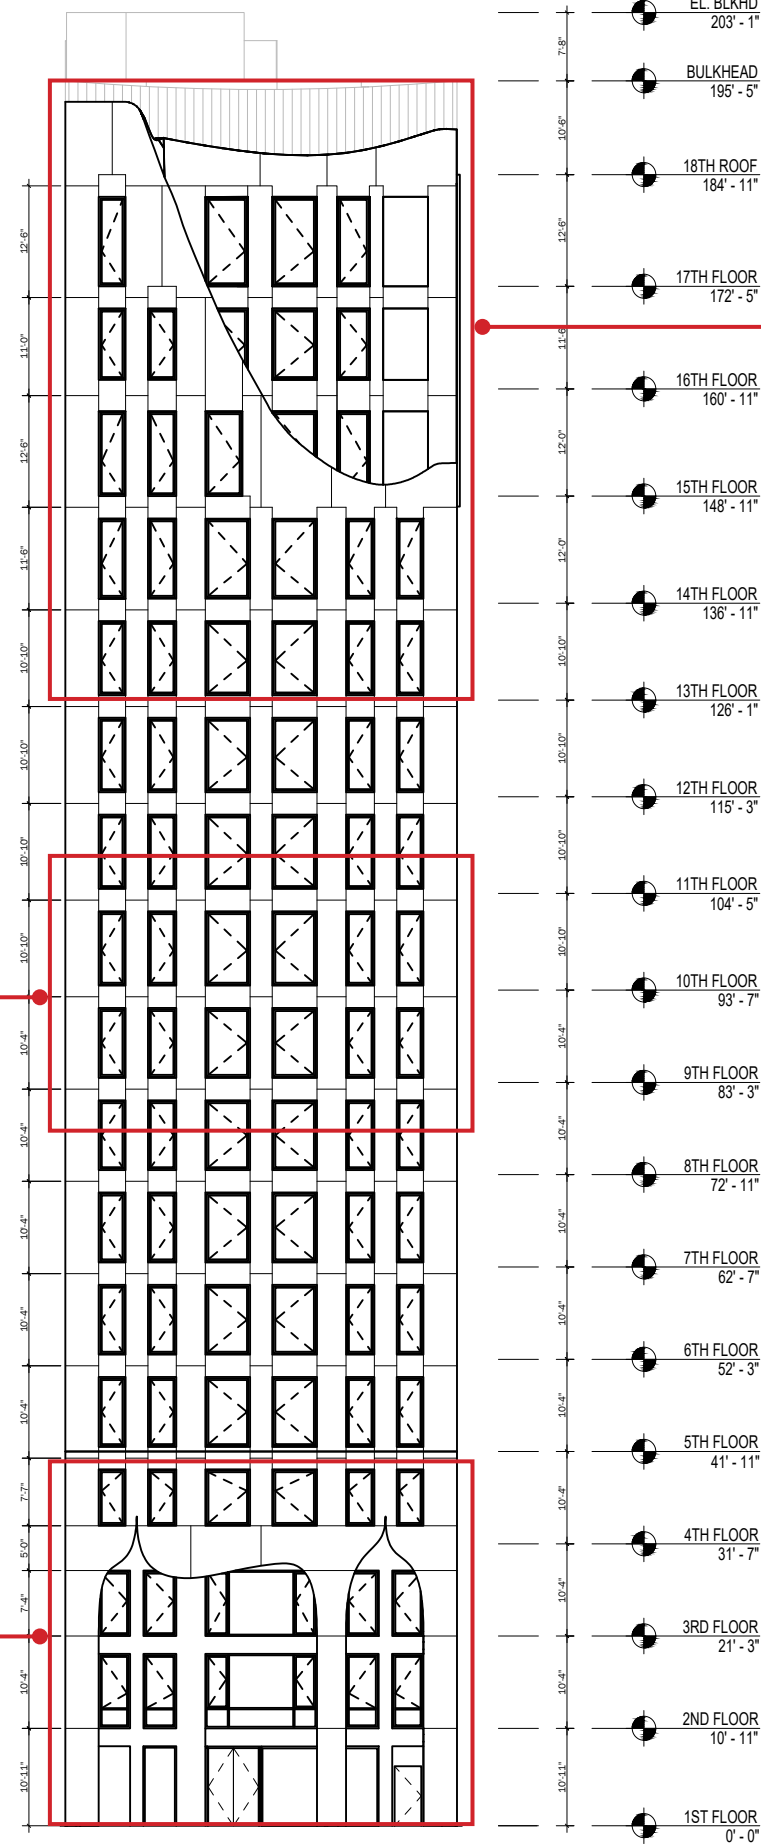 12'-6"
11'-0"
12'-6"
11'-6"
10'-10"
10'-10"
10'-10"
10'-10"
10'-4"
10'-4"
10'-4"
10'-4"
10'-4"
7'-7"
5'-0"
7'-4"
10'-4"
10'-11"
7'-8"
10'-6"
12'-6"
11'-6"
12'-0"
12'-0"
10'-10"
10'-10"
10'-10"
10'-10"
10'-4"
10'-4"
10'-4"
10'-4"
10'-4"
10'-4"
10'-4"
10'-4"
10'-11"
EL. BLKHD
203' - 1"
BULKHEAD
195' - 5"
18TH ROOF
184' - 11"
17TH FLOOR
172' - 5"
16TH FLOOR
160' - 11"
15TH FLOOR
148' - 11"
14TH FLOOR
136' - 11"
13TH FLOOR
126' - 1"
12TH FLOOR
115' - 3"
11TH FLOOR
104' - 5"
10TH FLOOR
93' - 7"
9TH FLOOR
83' - 3"
8TH FLOOR
72' - 11"
7TH FLOOR
62' - 7"
6TH FLOOR
52' - 3"
5TH FLOOR
41' - 11"
4TH FLOOR
31' - 7"
3RD FLOOR
21' - 3"
2ND FLOOR
10' - 11"
1ST FLOOR
0' - 0"